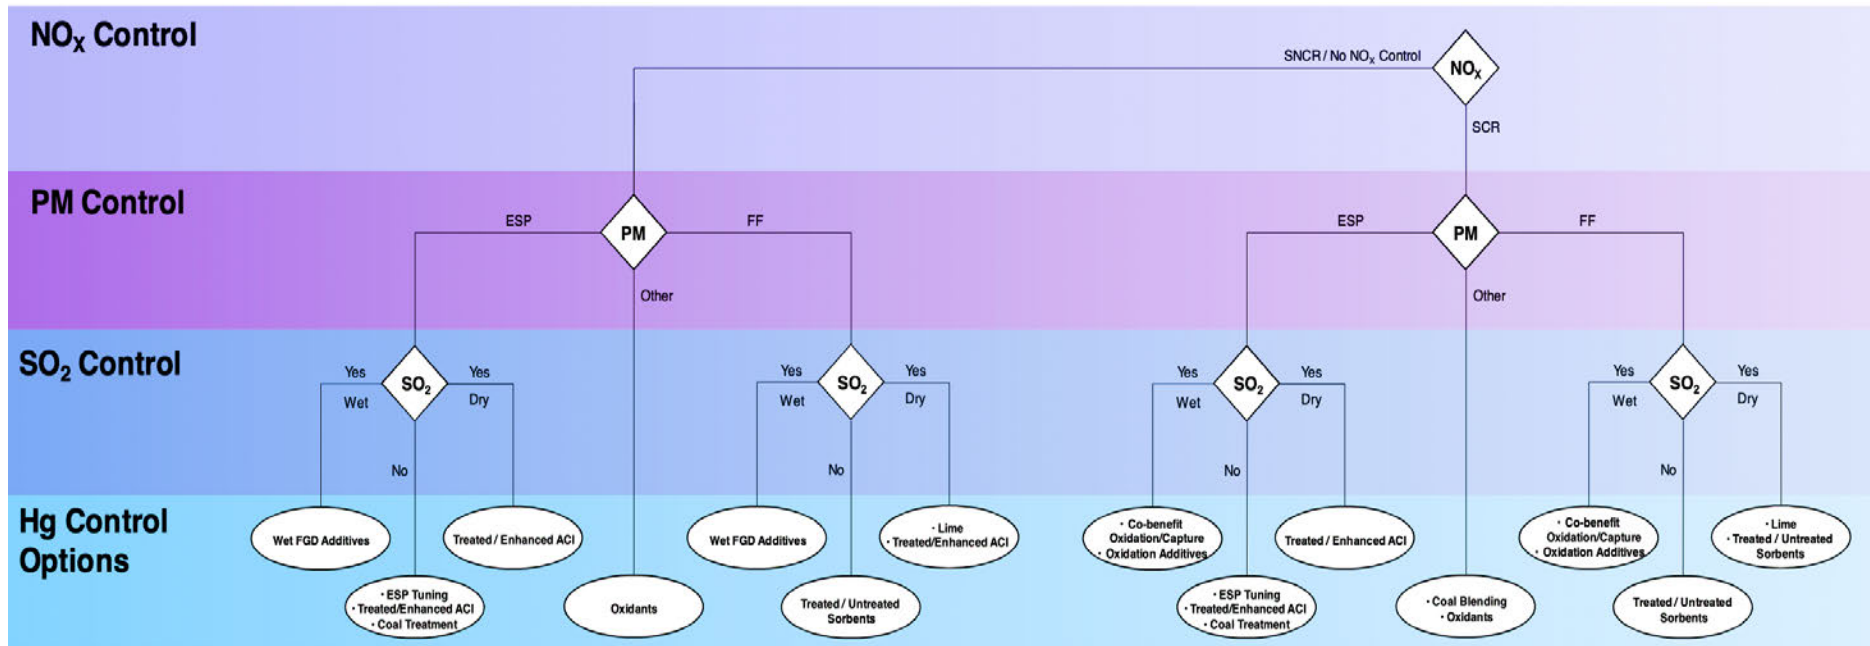 NOX Control
SNCR / No NOX Control
NOX
SCR
PM Control
ESP
PM
FF
Other
ESP
PM
FF
Other
SO2 Control
Yes
Wet
SO2
Yes
Dry
No
Yes
Wet
SO2
Yes
Dry
No
Yes
Wet
SO2
Yes
Dry
No
Yes
Wet
SO2
Yes
Dry
No
Hg Control
Options
Wet FGD Additives
· ESP Tuning
· Treated/Enhanced ACI
· Coal Treatment
Treated / Enhanced ACI
Oxidants
Wet FGD Additives
Treated / Untreated
Sorbents
· Lime
· Treated/Enhanced ACI
· Co-benefit
Oxidation/Capture
· Oxidation Additives
· ESP Tuning
· Treated/Enhanced ACI
· Coal Treatment
Treated / Enhanced ACI
· Coal Blending
· Oxidants
· Co-benefit
Oxidation/Capture
· Oxidation Additives
Treated / Untreated
Sorbents
· Lime
· Treated / Untreated
Sorbents